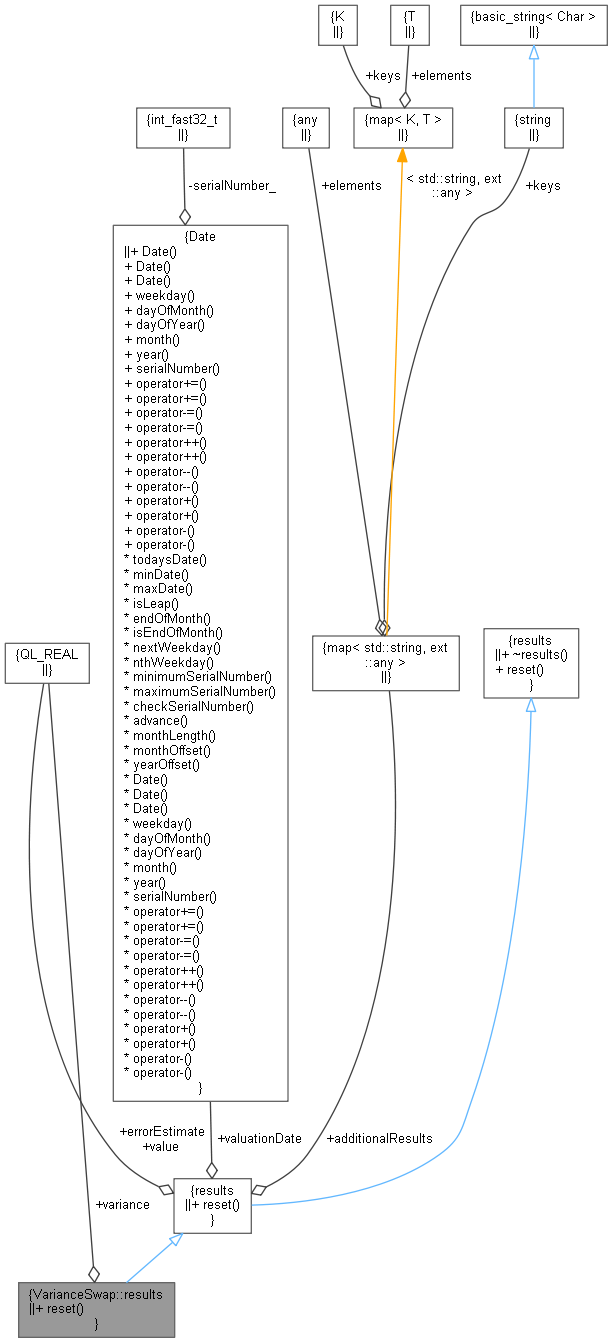 {K
||}
{T
||}
{basic_string< Char >
||}
+keys
+elements
{int_fast32_t
||}
{any
||}
{map< K, T >
||}
{string
||}
-serialNumber_
+elements
< std::string, ext
::any >
+keys
{Date
||+ Date()
+ Date()
+ Date()
+ weekday()
+ dayOfMonth()
+ dayOfYear()
+ month()
+ year()
+ serialNumber()
+ operator+=()
+ operator+=()
+ operator-=()
+ operator-=()
+ operator++()
+ operator++()
+ operator--()
+ operator--()
+ operator+()
+ operator+()
+ operator-()
+ operator-()
* todaysDate()
* minDate()
* maxDate()
* isLeap()
* endOfMonth()
* isEndOfMonth()
* nextWeekday()
* nthWeekday()
* minimumSerialNumber()
* maximumSerialNumber()
* checkSerialNumber()
* advance()
* monthLength()
* monthOffset()
* yearOffset()
* Date()
* Date()
* Date()
* weekday()
* dayOfMonth()
* dayOfYear()
* month()
* year()
* serialNumber()
* operator+=()
* operator+=()
* operator-=()
* operator-=()
* operator++()
* operator++()
* operator--()
* operator--()
* operator+()
* operator+()
* operator-()
* operator-()
}
{QL_REAL
||}
{map< std::string, ext
::any >
||}
{results
||+ ~results()
+ reset()
}
+errorEstimate
+value
+valuationDate
+additionalResults
{results
||+ reset()
}
+variance
{VarianceSwap::results
||+ reset()
}